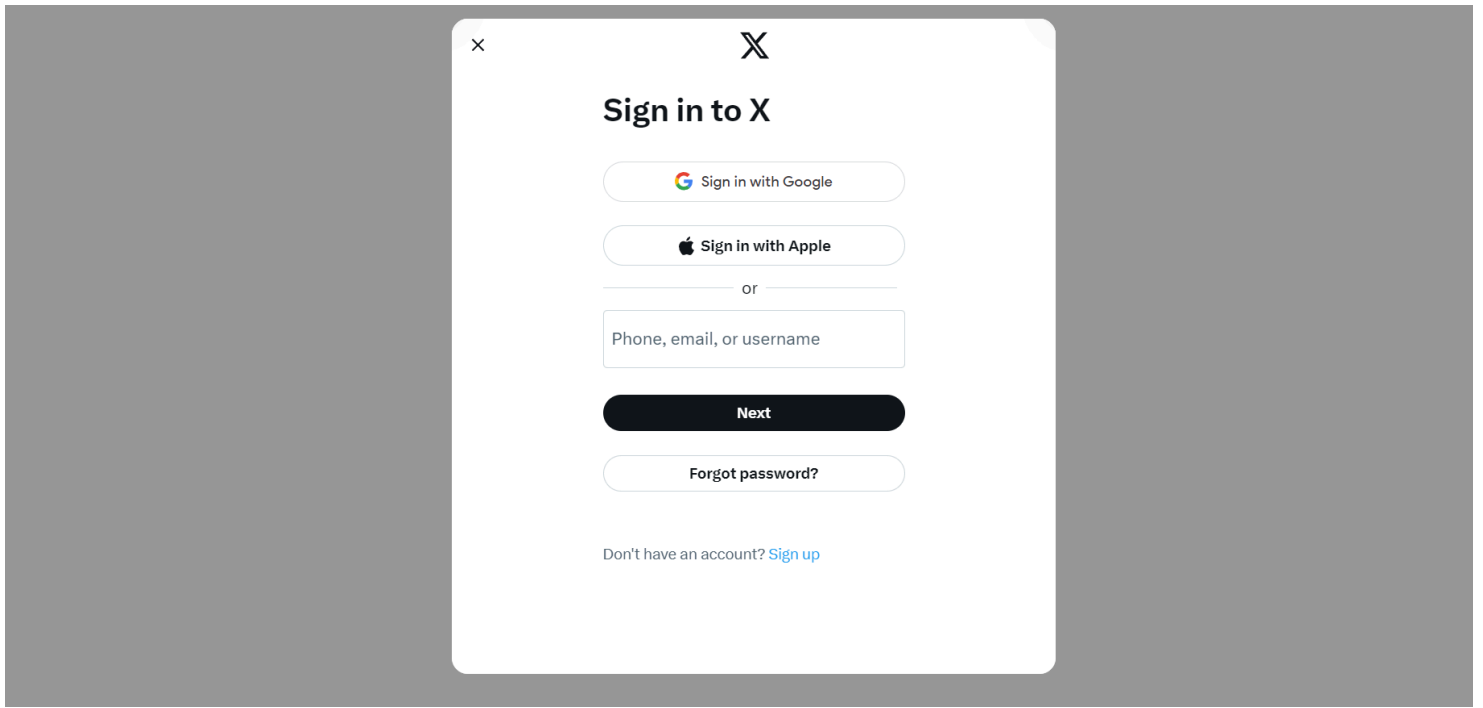 Sign in to X
Sign in with Google
Sign in with Apple
or
Phone, email, or username
Next
Forgot password?
Don't have an account? Sign up